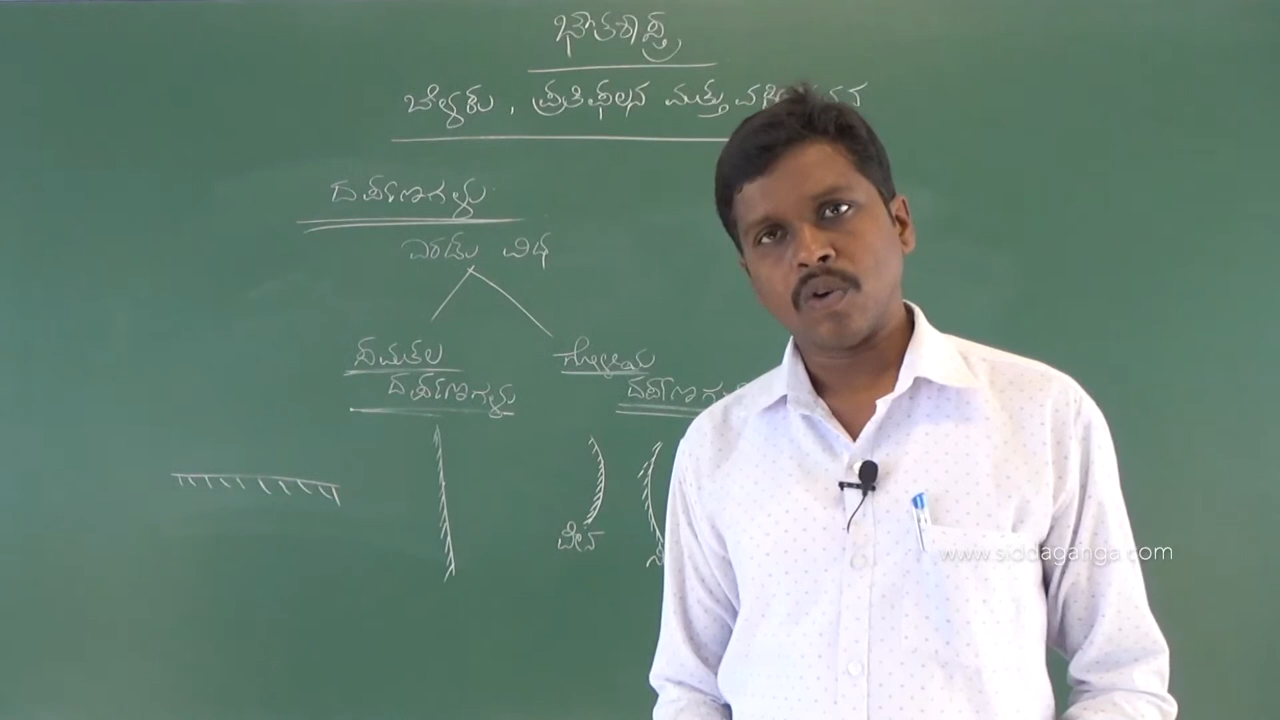 ಭೌತಶಾಸ್ತ್ರ
ಬೆಳಕು , ಪ್ರತಿಫಲನ ಮತ್ತು
ದರ್ಪಣಗಳು
ಎರಡು ವಿಧ
ಸಮತಲ
ದರ್ಪಣಗಳು
ಗೋಳೀಯ
ದರ್ಪಣಗಳು
www.siddaganga.com